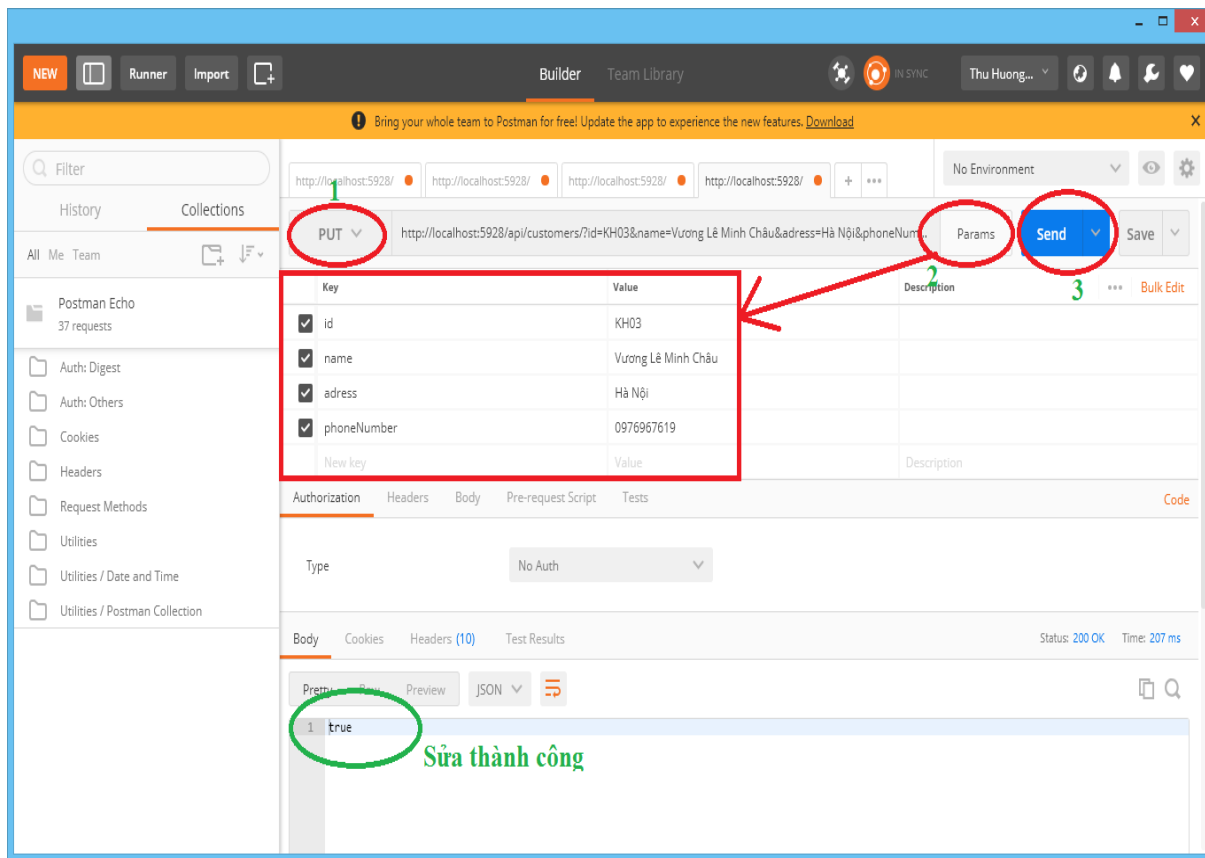 NEW Runner Import Builder Team Library IN SYNC Thu Huong...
Bring your whole team to Postman for free! Update the app to experience the new features. Download
Filter
History Collections
All Me Team
Postman Echo
37 requests
Auth: Digest
Auth: Others
Cookies
Headers
Request Methods
Utilities
Utilities / Date and Time
Utilities / Postman Collection
http://localhost:5928/ http://localhost:5928/ http://localhost:5928/ http://localhost:5928/ + •••
No Environment
1
PUT http://localhost:5928/api/customers/?id=KH03&name=Vương Lê Minh Châu&adress=Hà Nội&phoneNum... Params Send Save
2
3
Key Value Description ••• Bulk Edit
id KH03
name Vương Lê Minh Châu
adress Hà Nội
phoneNumber 0976967619
New key Value Description
Authorization Headers Body Pre-request Script Tests Code
Type No Auth
Body Cookies Headers (10) Test Results Status: 200 OK Time: 207 ms
Pretty Raw Preview JSON
1 true
Sửa thành công